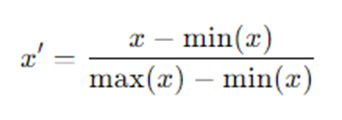 x′ = (x − min(x)) / (max(x) − min(x))